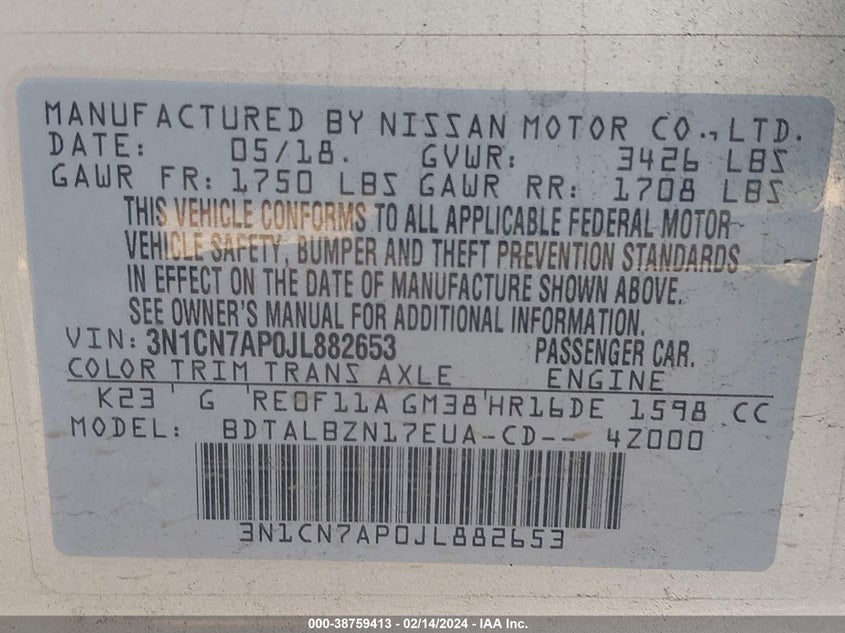 MANUFACTURED BY NISSAN MOTOR CO., LTD.
DATE: 05/18. GVWR: 3426 LBS
GAWR FR: 1750 LBS GAWR RR: 1708 LBS
THIS VEHICLE CONFORMS TO ALL APPLICABLE FEDERAL MOTOR
VEHICLE SAFETY, BUMPER AND THEFT PREVENTION STANDARDS
IN EFFECT ON THE DATE OF MANUFACTURE SHOWN ABOVE.
SEE OWNER'S MANUAL FOR ADDITIONAL INFORMATION.
VIN: 3N1CN7AP0JL882653 PASSENGER CAR.
COLOR TRIM TRANS AXLE ENGINE
K23 G RE0F11A GM38 HR16DE 1598 CC
MODEL: BDTALBZN17EUA-CD-- 4Z000
3N1CN7AP0JL882653
000-38759413 - 02/14/2024 - IAA Inc.